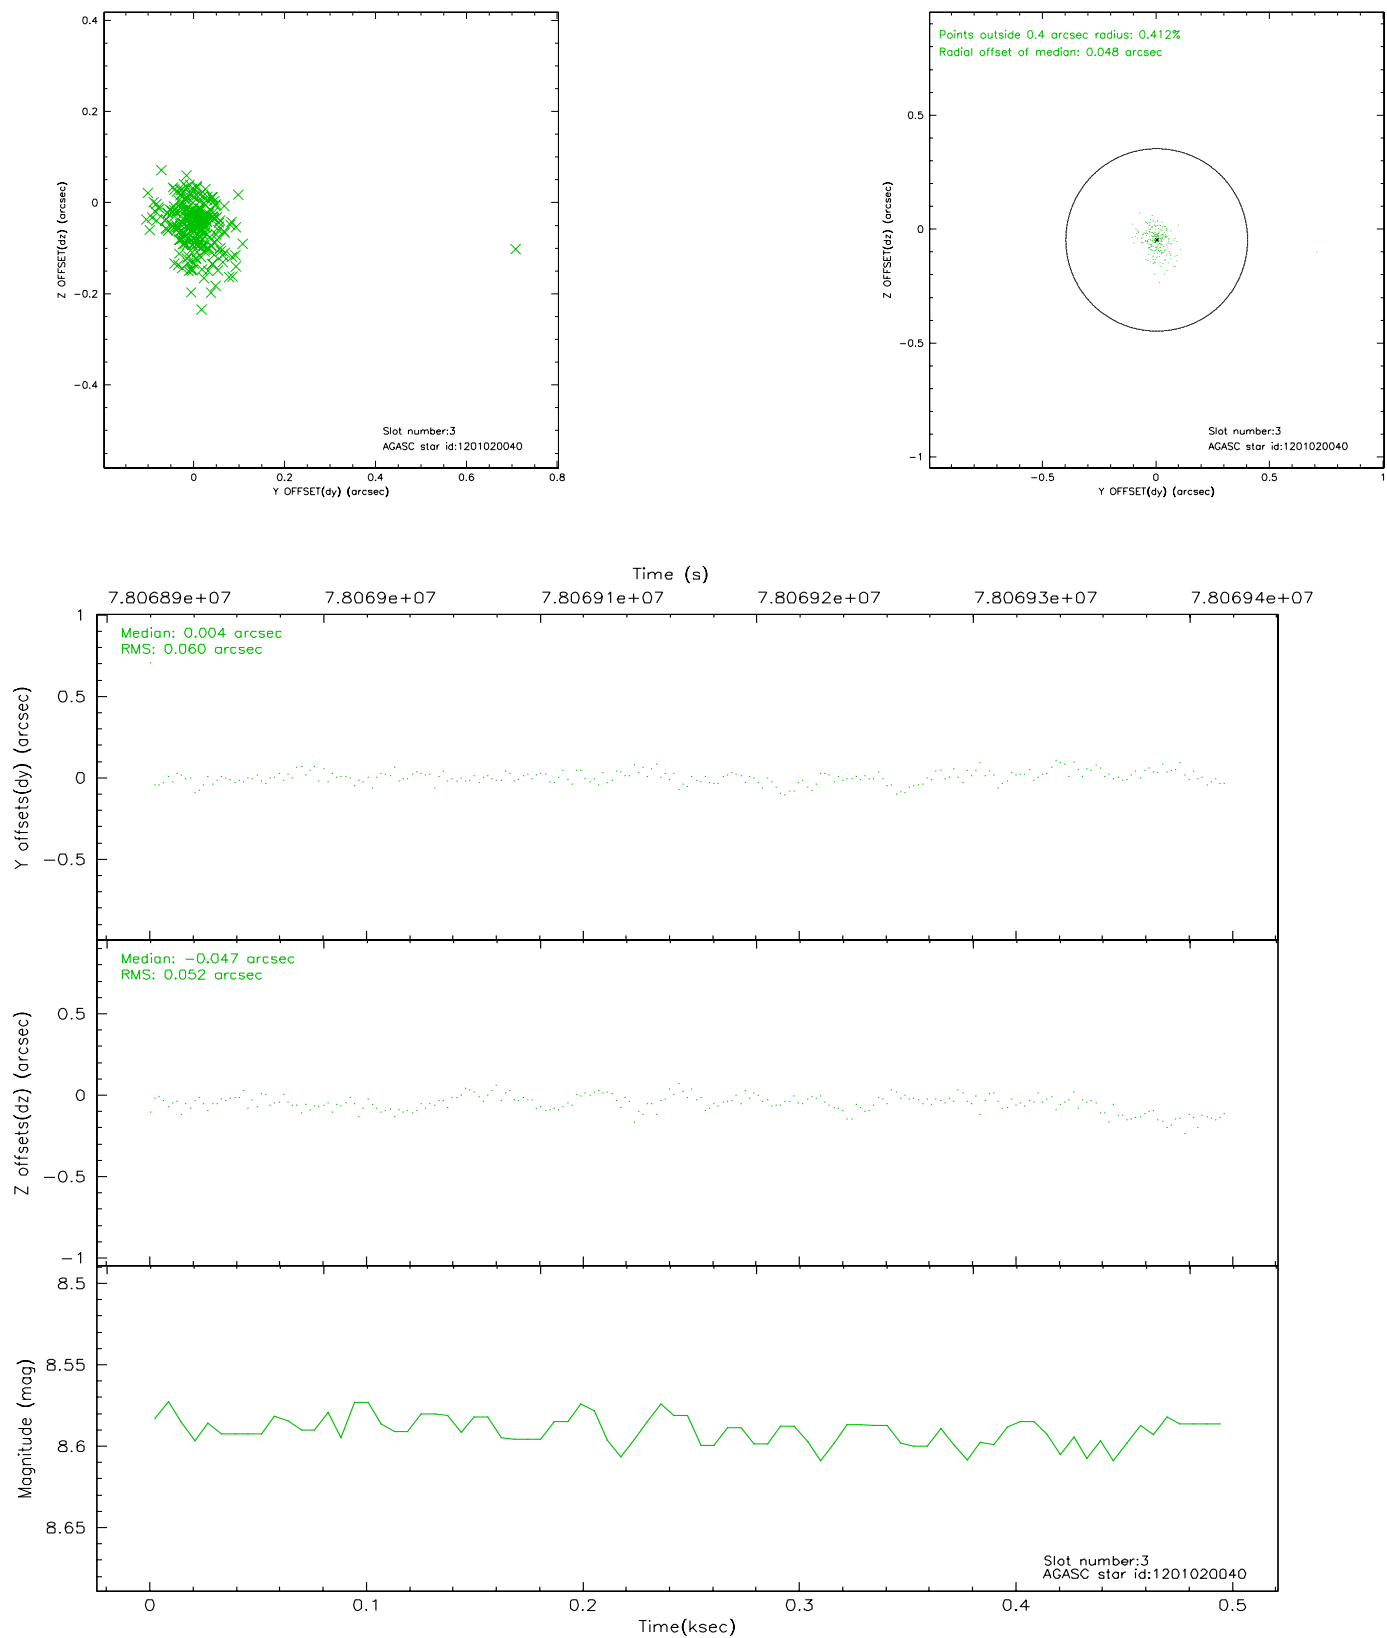 0.4
0.2
0
−0.2
−0.4
Z OFFSET(dz) (arcsec)
Slot number:3
AGASC star id:1201020040
0
0.2
0.4
0.6
0.8
Y OFFSET(dy) (arcsec)
Points outside 0.4 arcsec radius: 0.412%
Radial offset of median: 0.048 arcsec
0.5
0
−0.5
−1
Z OFFSET(dz) (arcsec)
Slot number:3
AGASC star id:1201020040
−0.5
0
0.5
1
Y OFFSET(dy) (arcsec)
Time (s)
7.80689e+07
7.8069e+07
7.80691e+07
7.80692e+07
7.80693e+07
7.80694e+07
Median: 0.004 arcsec
RMS: 0.060 arcsec
1
0.5
0
−0.5
Y offsets(dy) (arcsec)
Median: −0.047 arcsec
RMS: 0.052 arcsec
0.5
0
−0.5
−1
Z offsets(dz) (arcsec)
8.5
8.55
8.6
8.65
Magnitude (mag)
Slot number:3
AGASC star id:1201020040
0
0.1
0.2
0.3
0.4
0.5
Time(ksec)